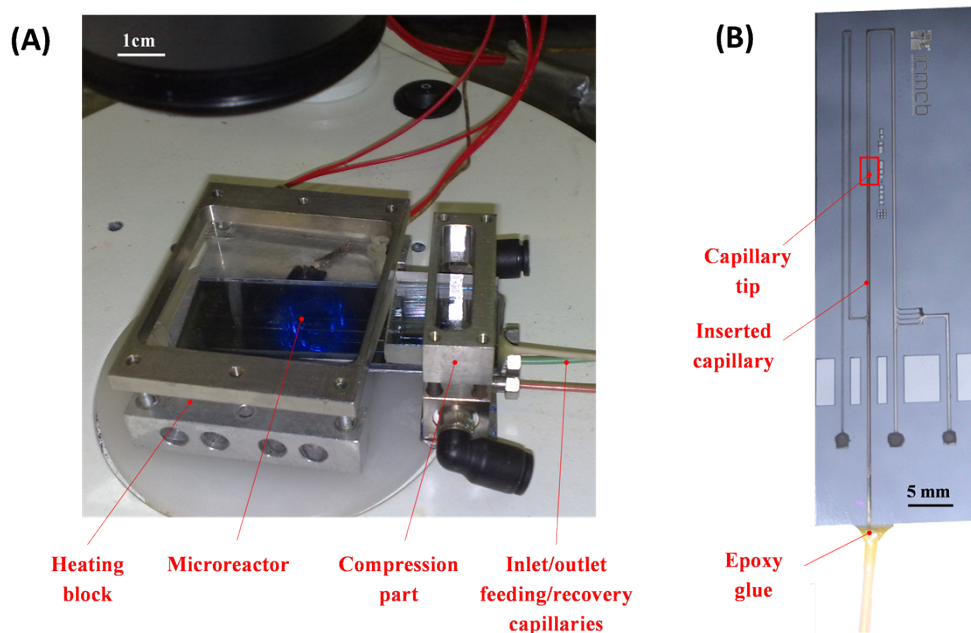 (A)
1cm
Heating
block
Microreactor
Compression
part
Inlet/outlet
feeding/recovery
capillaries
(B)
icmcb
Capillary
tip
Inserted
capillary
5 mm
Epoxy
glue